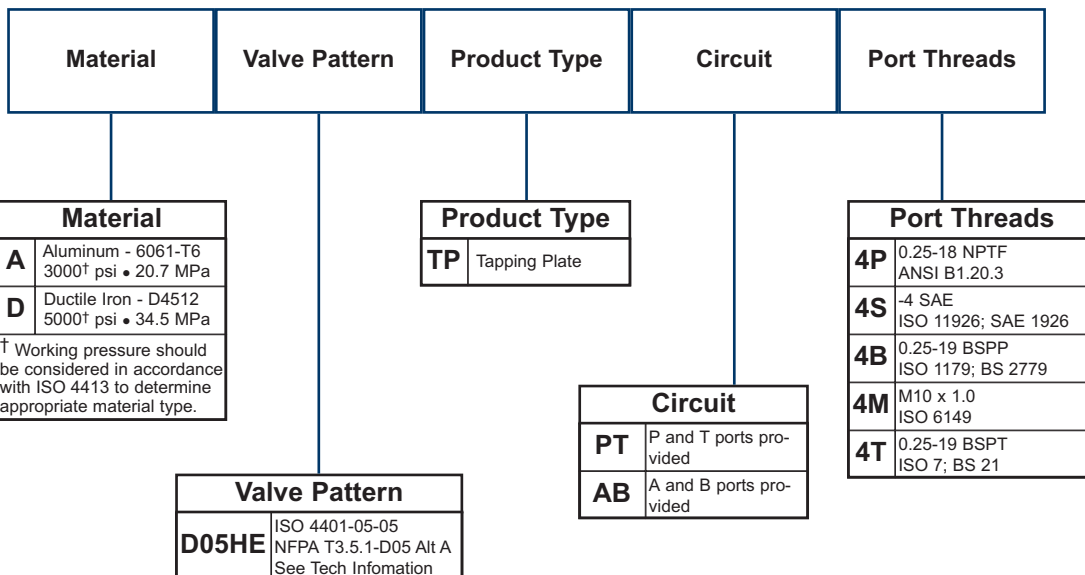 Material
Valve Pattern
Product Type
Circuit
Port Threads
Material
A
Aluminum - 6061-T6
3000† psi • 20.7 MPa
D
Ductile Iron - D4512
5000† psi • 34.5 MPa
† Working pressure should
be considered in accordance
with ISO 4413 to determine
appropriate material type.
Valve Pattern
D05HE
ISO 4401-05-05
NFPA T3.5.1-D05 Alt A
See Tech Infomation
Product Type
TP
Tapping Plate
Circuit
PT
P and T ports pro-
vided
AB
A and B ports pro-
vided
Port Threads
4P
0.25-18 NPTF
ANSI B1.20.3
4S
-4 SAE
ISO 11926; SAE 1926
4B
0.25-19 BSPP
ISO 1179; BS 2779
4M
M10 x 1.0
ISO 6149
4T
0.25-19 BSPT
ISO 7; BS 21